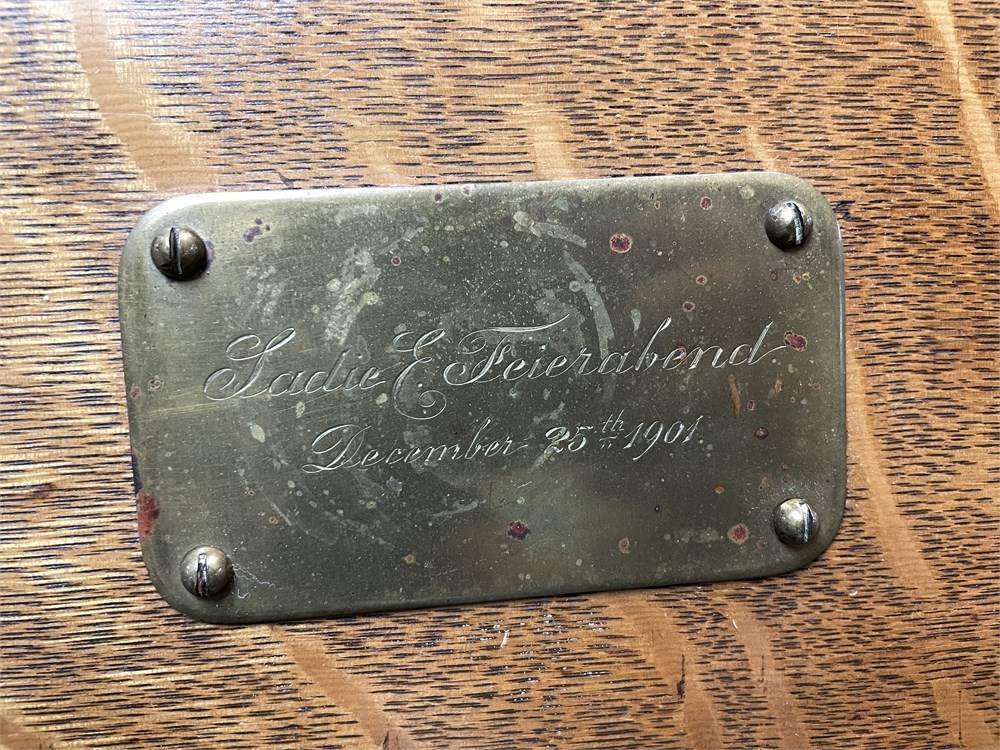 Sadie E Feierabend.
December 25th 1901.